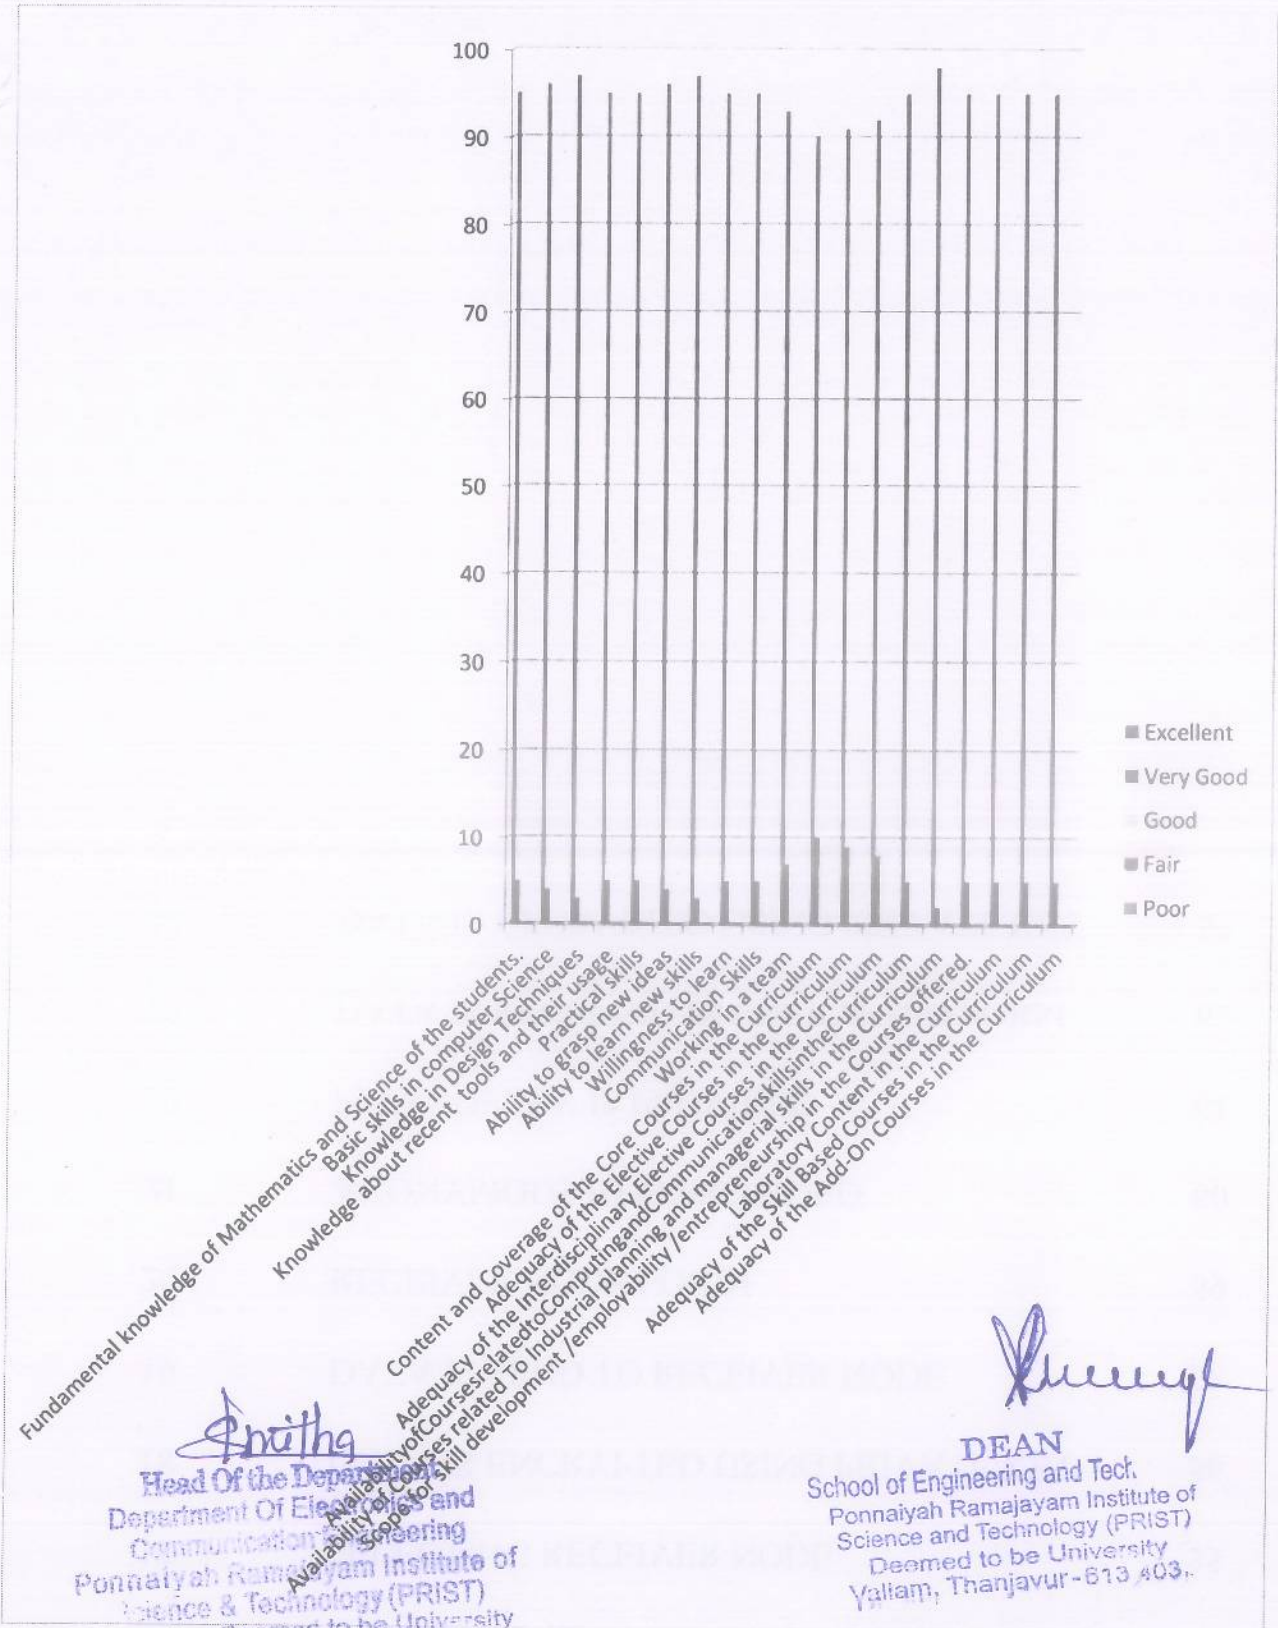 100
90
80
70
60
50
40
30
20
10
0
Excellent
Very Good
Good
Fair
Poor
Fundamental knowledge of Mathematics and Science of the students.
Basic skills in computer Science
Knowledge in Design Techniques
Knowledge about recent tools and their usage
Practical skills
Ability to grasp new ideas
Ability to learn new skills
Willingness to learn
Communication Skills
Working in a team
Content and Coverage of the Core Courses in the Curriculum
Adequacy of the Elective Courses in the Curriculum
Adequacy of the Interdisciplinary Elective Courses in the Curriculum
AvailabilityofCoursesrelatedtoComputingandCommunicationskillsintheCurriculum
Availability of Courses related To Industrial planning and managerial skills in the Curriculum
Scope for skill development /employability /entrepreneurship in the Courses offered.
Laboratory Content in the Curriculum
Adequacy of the Skill Based Courses in the Curriculum
Adequacy of the Add-On Courses in the Curriculum
Head Of the Department
Department Of Electronics and
Communication Engineering
Ponnaiyah Ramajayam Institute of
Science & Technology (PRIST)
to be University
DEAN
School of Engineering and Tech.
Ponnaiyah Ramajayam Institute of
Science and Technology (PRIST)
Deemed to be University
Vallam, Thanjavur-613 403.